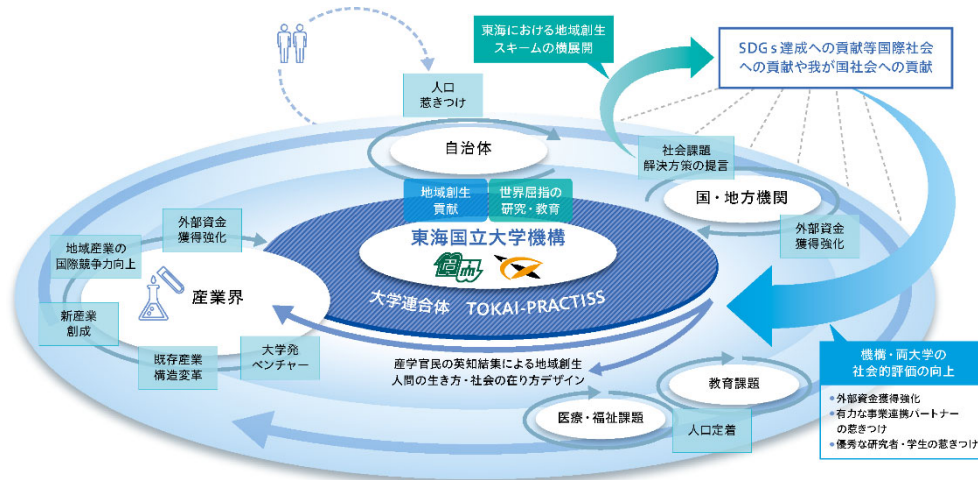 東海における地域創生
スキームの横展開
SDGs達成への貢献等国際社会
への貢献や我が国社会への貢献
人口
惹きつけ
自治体
社会課題
解決方策の提言
国・地方機関
外部資金
獲得強化
地域創生
貢献
世界屈指の
研究・教育
東海国立大学機構
大学連合体 TOKAI-PRACTISS
外部資金
獲得強化
地域産業の
国際競争力向上
産業界
新産業
創成
既存産業
構造変革
大学発
ベンチャー
産学官民の英知結集による地域創生
人間の生き方・社会の在り方デザイン
教育課題
医療・福祉課題
人口定着
機構・両大学の
社会的評価の向上
●外部資金獲得強化
●有力な事業連携パートナー
の惹きつけ
●優秀な研究者・学生の惹きつけ